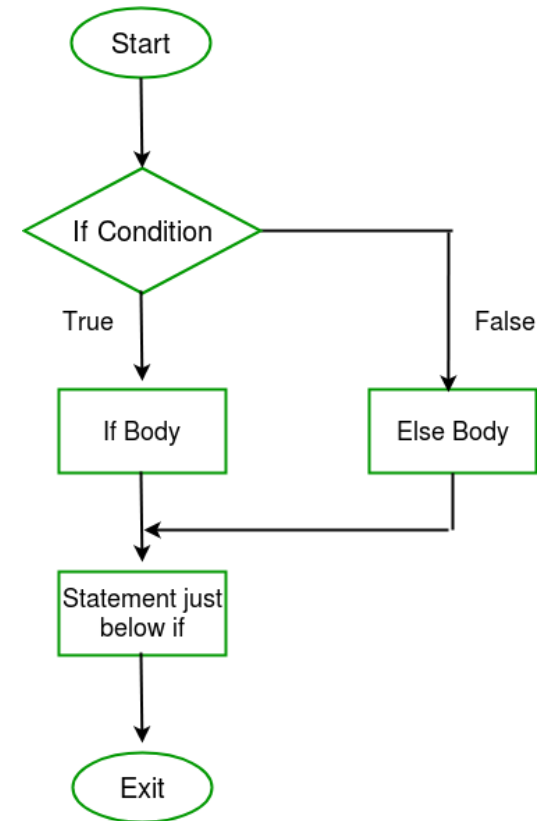 Start
If Condition
True
False
If Body
Else Body
Statement just
below if
Exit